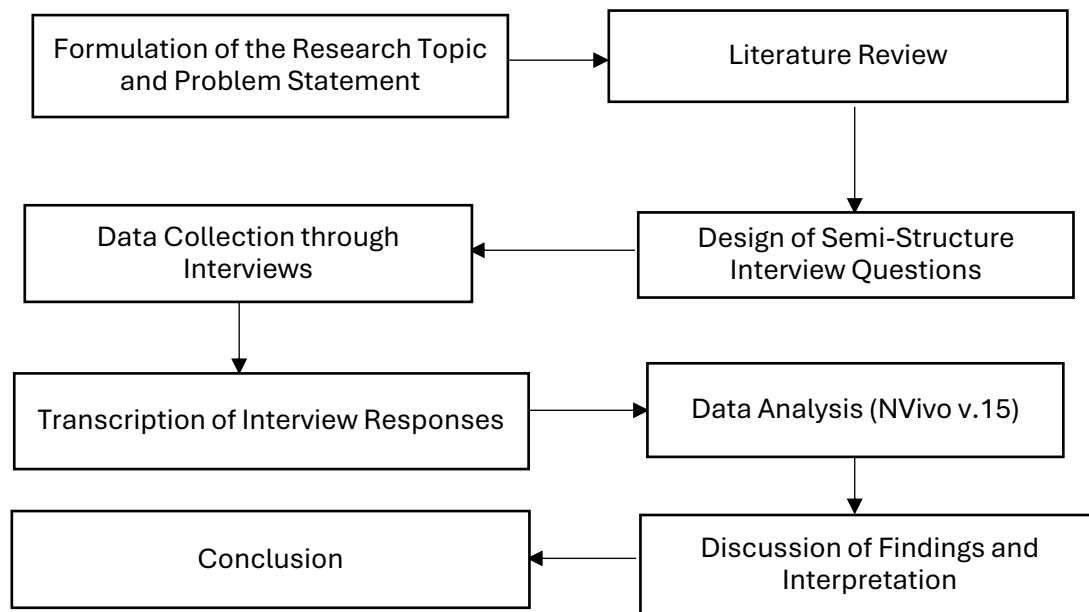 Formulation of the Research Topic
and Problem Statement
Literature Review
Design of Semi-Structure
Interview Questions
Data Collection through
Interviews
Transcription of Interview Responses
Data Analysis (NVivo v.15)
Discussion of Findings and
Interpretation
Conclusion